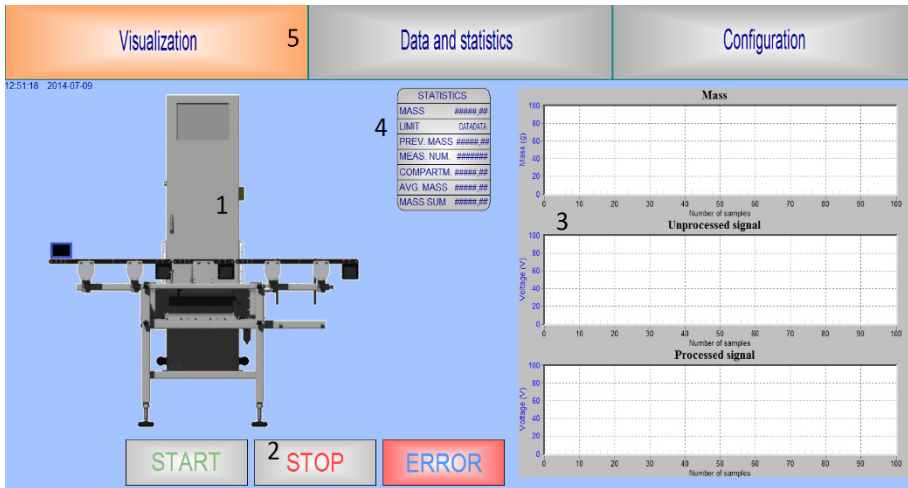 Visualization 5 Data and statistics Configuration
12:51:18 2014-07-09
1
4
STATISTICS
MASS #####,##
LIMIT DATADATA
PREV. MASS #####,##
MEAS. NUM. #######
COMPARTM. #####,##
AVG. MASS #####,##
MASS SUM #####,##
Mass
Mass (g)
100
80
60
40
20
0
0 10 20 30 40 50 60 70 80 90 100
Number of samples
3
Unprocessed signal
Voltage (V)
100
80
60
40
20
0
0 10 20 30 40 50 60 70 80 90 100
Number of samples
Processed signal
Voltage (V)
100
80
60
40
20
0
0 10 20 30 40 50 60 70 80 90 100
Number of samples
START 2 STOP ERROR